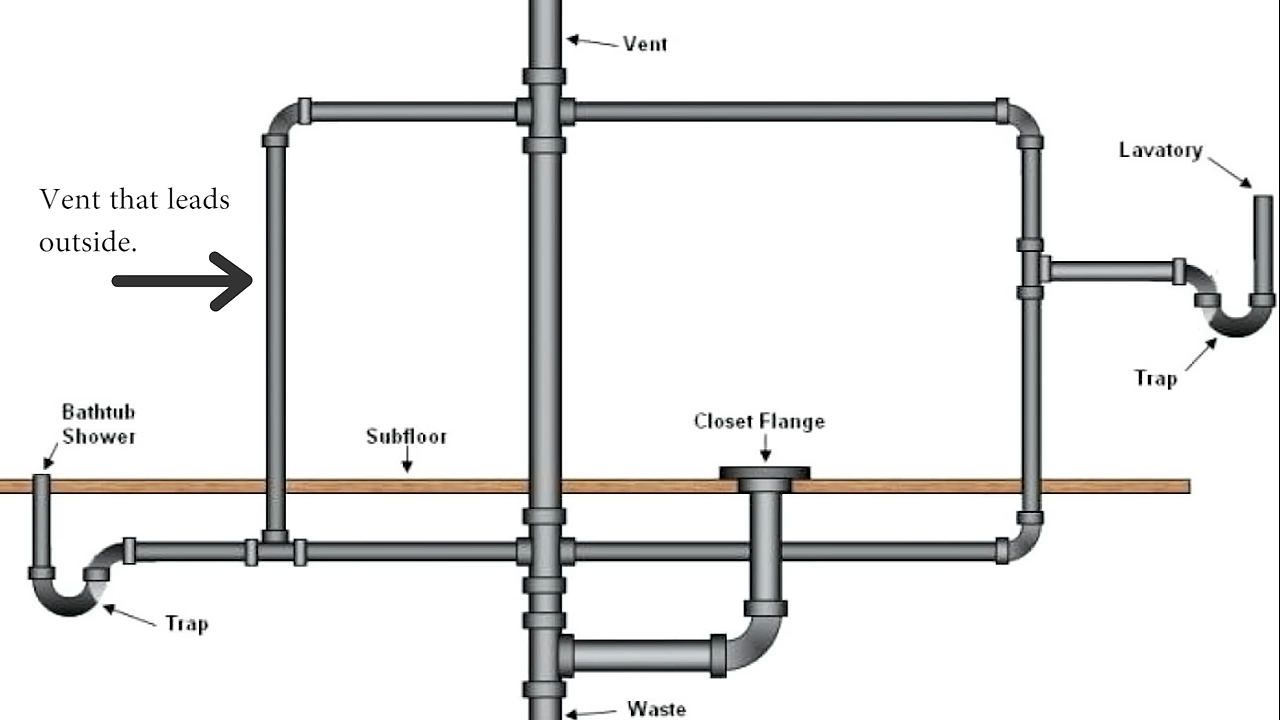 Vent
Lavatory
Vent that leads
outside.
Trap
Bathtub
Shower
Subfloor
Closet Flange
Trap
Waste